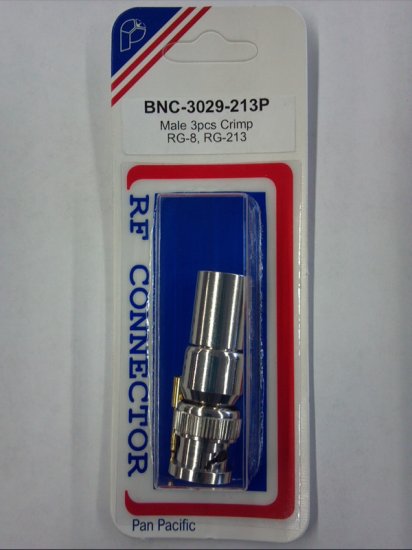 BNC-3029-213P
Male 3pcs Crimp
RG-8, RG-213
RF CONNECTOR
Pan Pacific